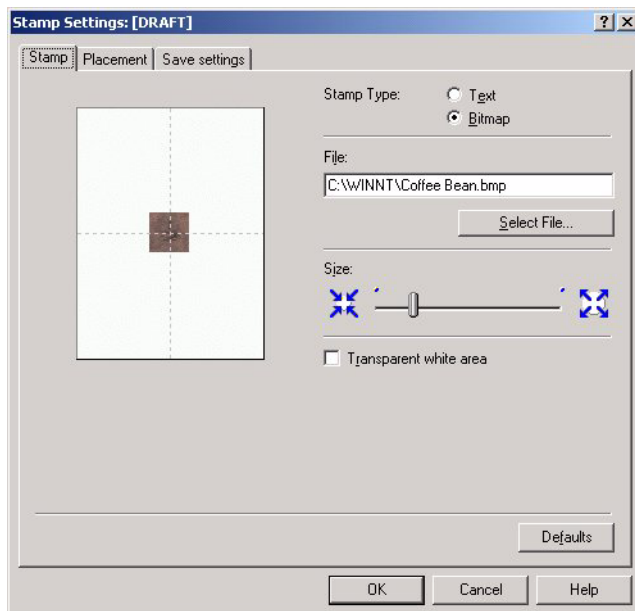 Stamp Settings: [DRAFT]
Stamp Placement Save settings
Stamp Type: Text
Bitmap
File:
C:\WINNT\Coffee Bean.bmp
Select File...
Size:
Transparent white area
Defaults
OK Cancel Help